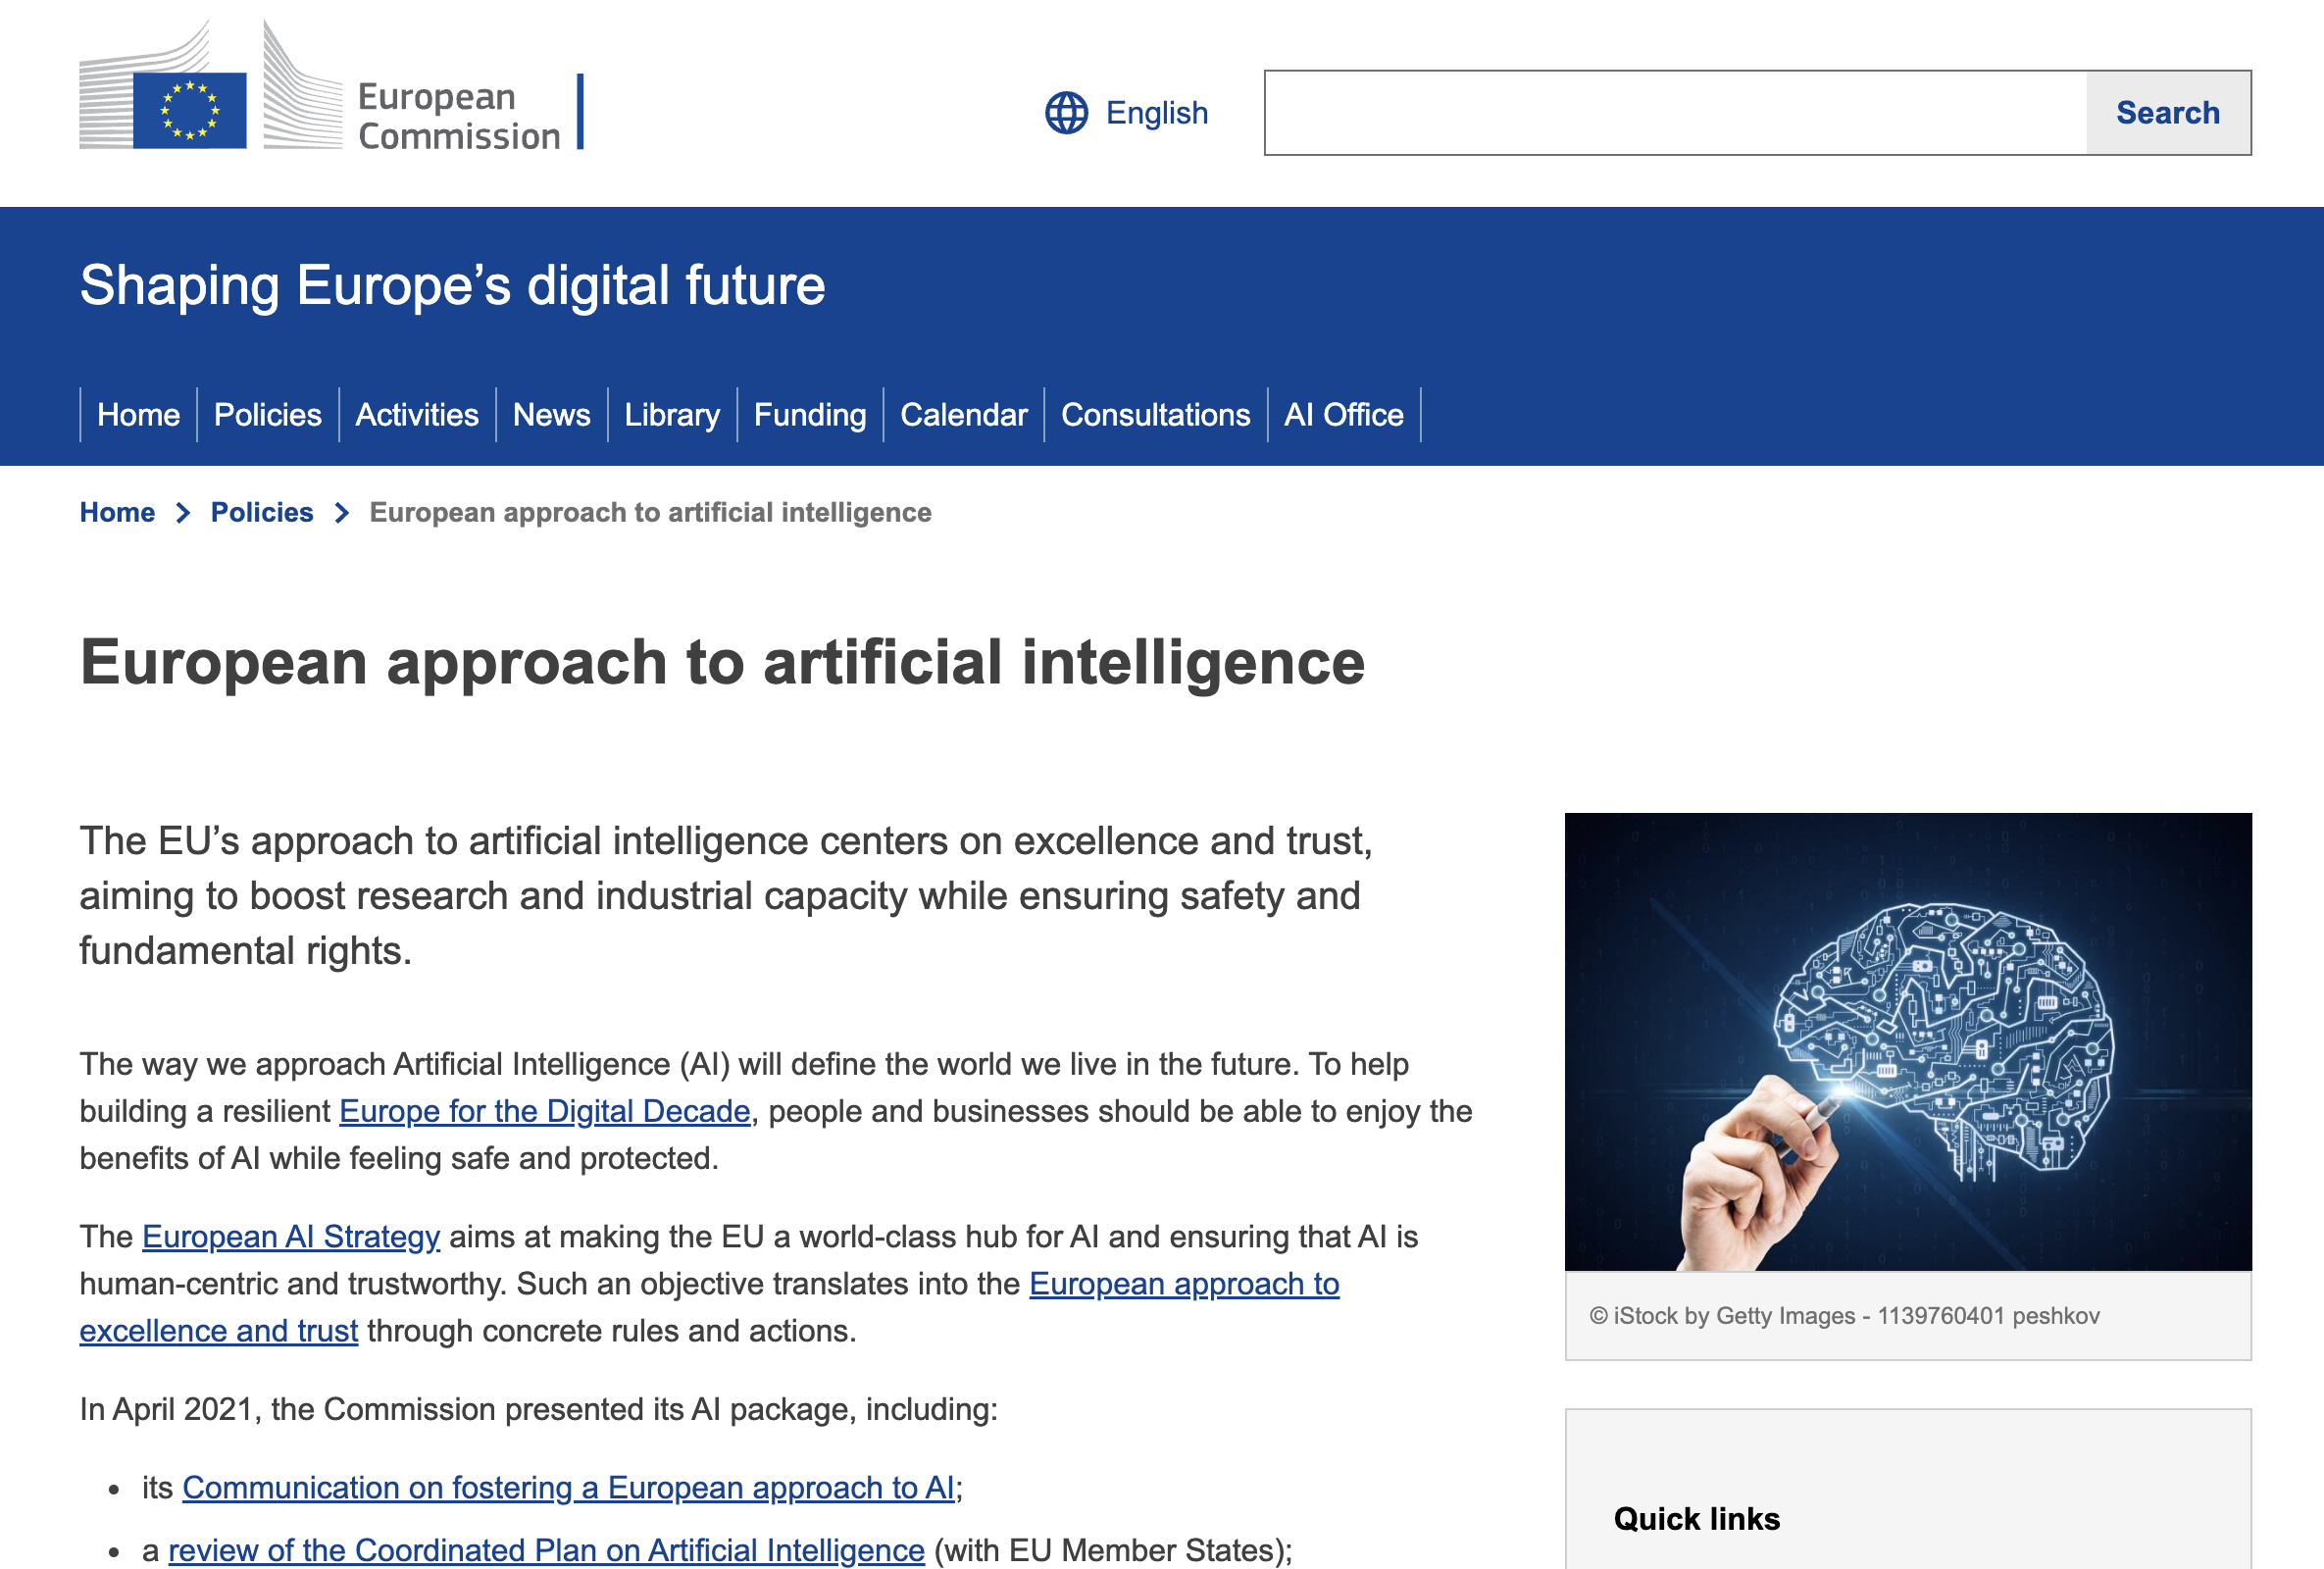 European
Commission
English
Search
Shaping Europe’s digital future
Home
Policies
Activities
News
Library
Funding
Calendar
Consultations
AI Office
Home
Policies
European approach to artificial intelligence
European approach to artificial intelligence
The EU’s approach to artificial intelligence centers on excellence and trust,
aiming to boost research and industrial capacity while ensuring safety and
fundamental rights.
The way we approach Artificial Intelligence (AI) will define the world we live in the future. To help
building a resilient Europe for the Digital Decade, people and businesses should be able to enjoy the
benefits of AI while feeling safe and protected.
The European AI Strategy aims at making the EU a world-class hub for AI and ensuring that AI is
human-centric and trustworthy. Such an objective translates into the European approach to
excellence and trust through concrete rules and actions.
In April 2021, the Commission presented its AI package, including:
• its Communication on fostering a European approach to AI;
• a review of the Coordinated Plan on Artificial Intelligence (with EU Member States);
© iStock by Getty Images - 1139760401 peshkov
Quick links